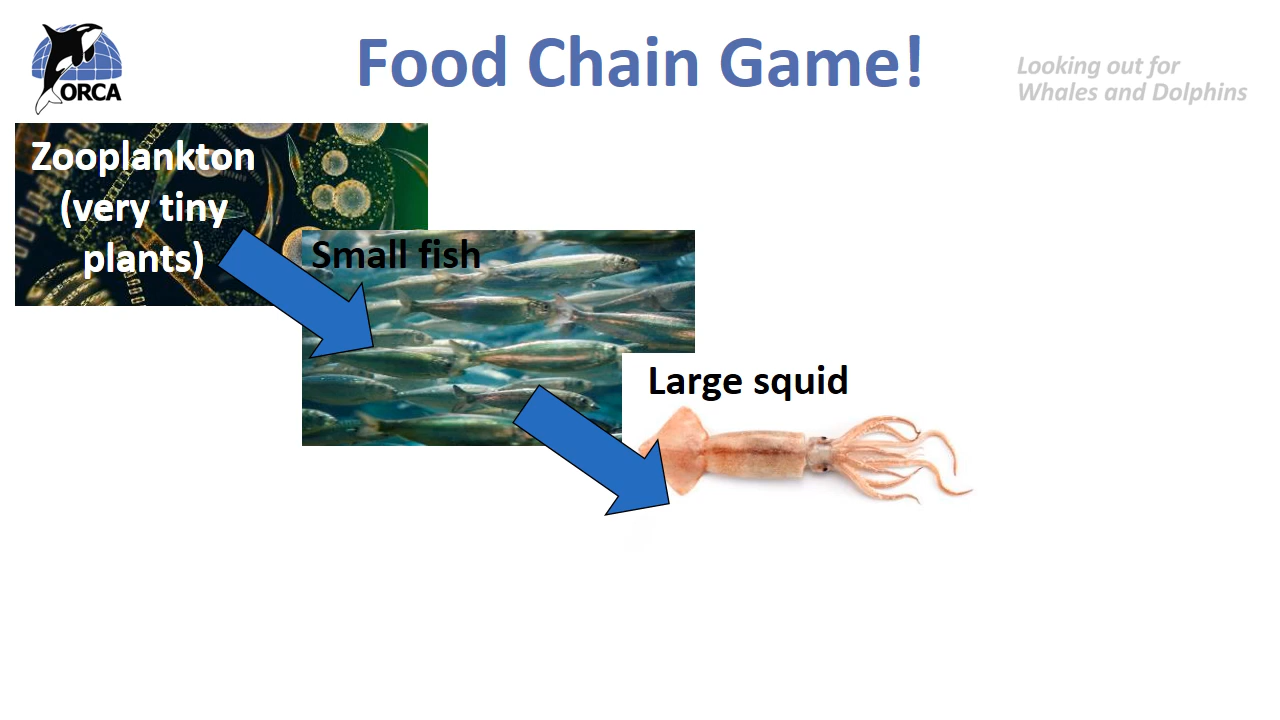 Food Chain Game!
ORCA
Looking out for
Whales and Dolphins
Zooplankton
(very tiny
plants)
Small fish
Large squid